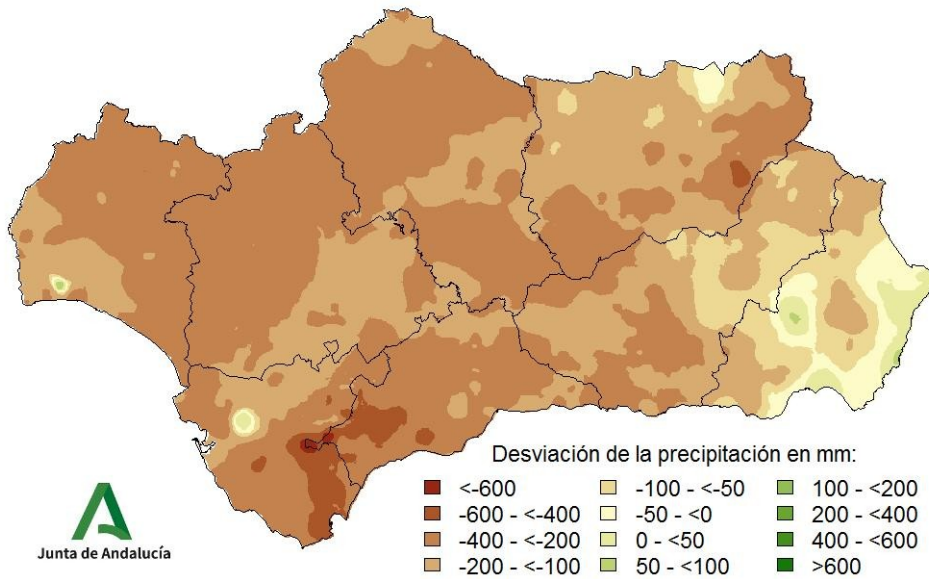 Desviación de la precipitación en mm:
<-600
-600 - <-400
-400 - <-200
-200 - <-100
-100 - <-50
-50 - <0
0 - <50
50 - <100
100 - <200
200 - <400
400 - <600
>600
Junta de Andalucía